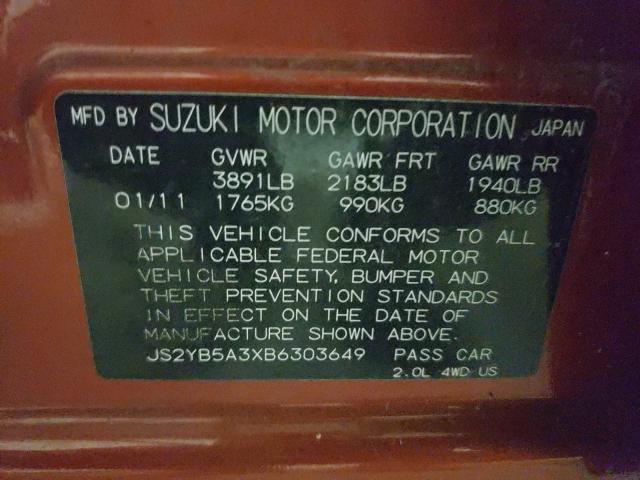 MFD BY SUZUKI MOTOR CORPORATION JAPAN
DATE GVWR GAWR FRT GAWR RR
3891LB 2183LB 1940LB
01/11 1765KG 990KG 880KG
THIS VEHICLE CONFORMS TO ALL
APPLICABLE FEDERAL MOTOR
VEHICLE SAFETY, BUMPER AND
THEFT PREVENTION STANDARDS
IN EFFECT ON THE DATE OF
MANUFACTURE SHOWN ABOVE.
JS2YB5A3XB6303649 PASS CAR
2.0L 4WD US